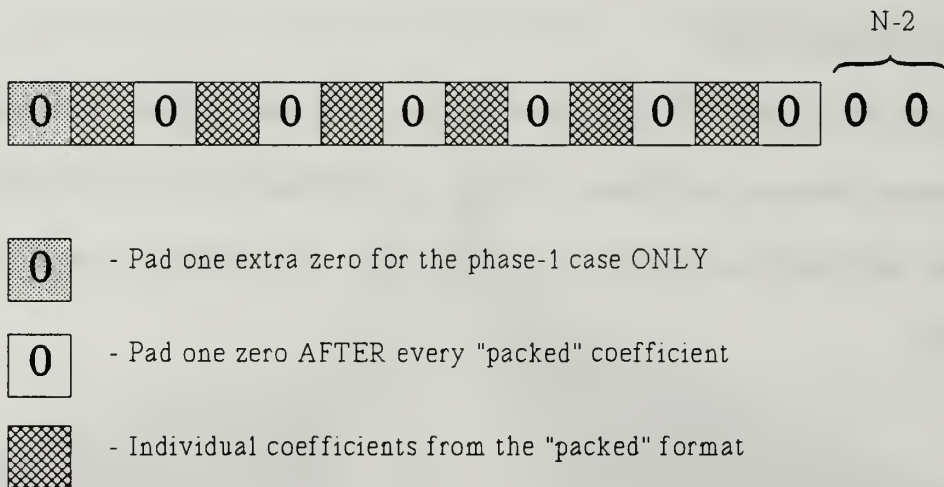 N-2
0 0 0 0 0 0 0 0 0
0 - Pad one extra zero for the phase-1 case ONLY
0 - Pad one zero AFTER every "packed" coefficient
- Individual coefficients from the "packed" format